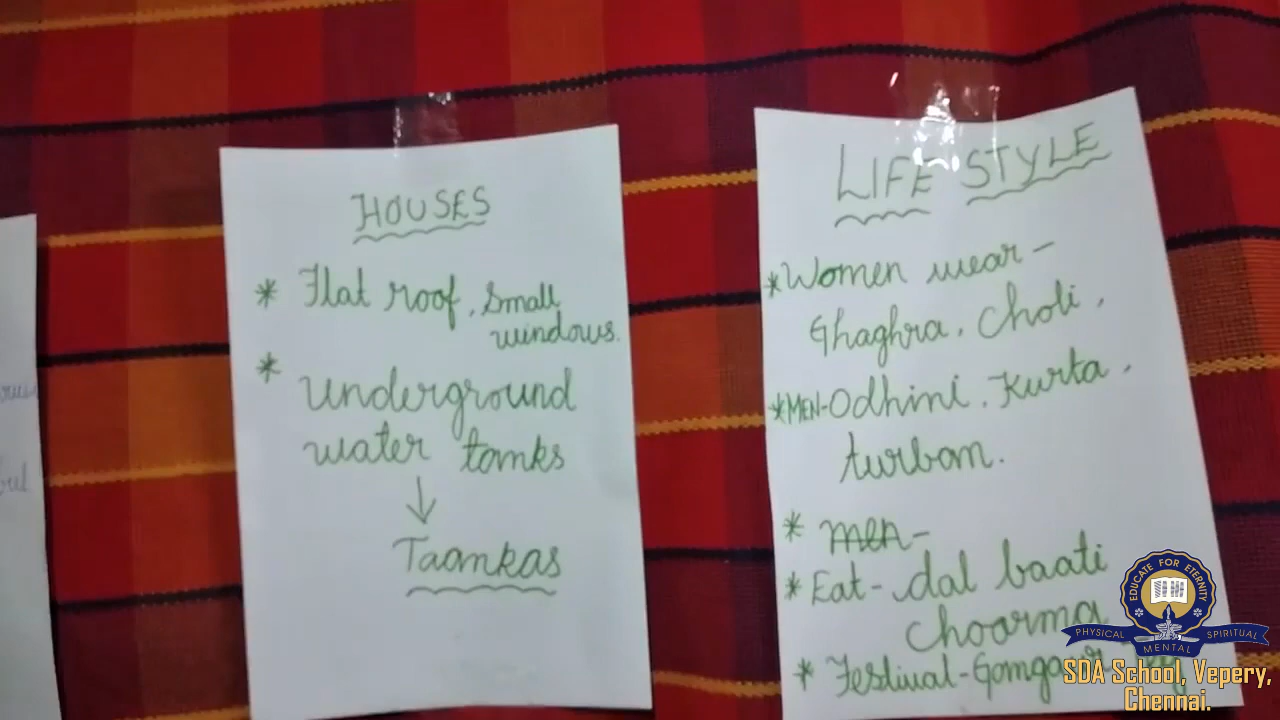 HOUSES
* Flat roof, Small
windows.
* Underground
water tanks
↓
Taankas
LIFE STYLE
* Women wear -
Ghaghra, Choli,
* MEN-Odhini, Kurta,
turban.
* men-
* Eat- dal baati
choorma
* Festival-
EDUCATE FOR ETERNITY
PHYSICAL MENTAL SPIRITUAL
SDA School, Vepery,
Chennai.